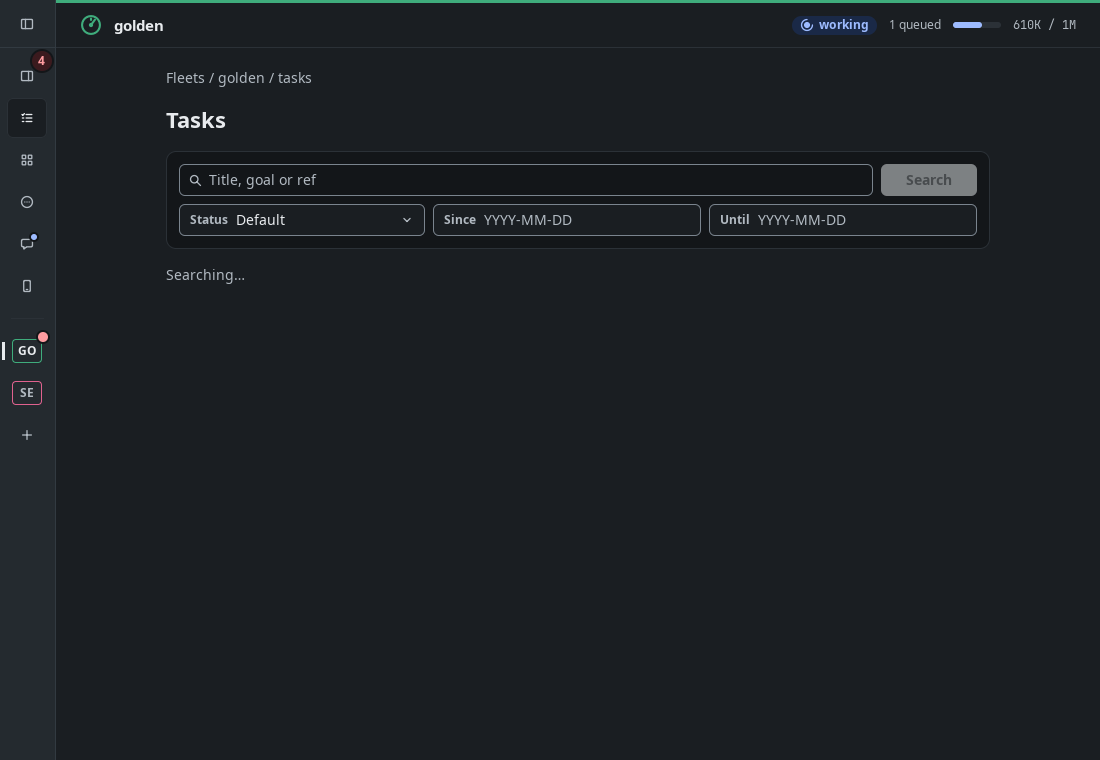 golden
working
1 queued
610K / 1M
4
Fleets / golden / tasks
Tasks
Title, goal or ref
Search
Status Default
Since YYYY-MM-DD
Until YYYY-MM-DD
Searching...
GO
SE